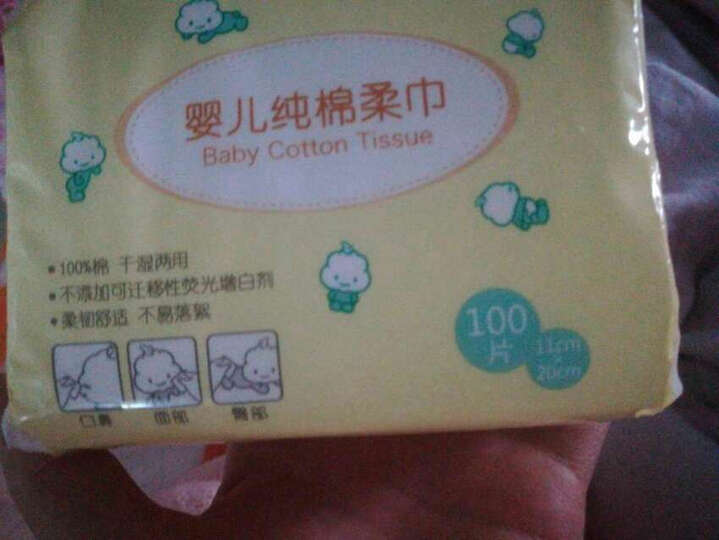 婴儿纯棉柔巾
Baby Cotton Tissue
•100%棉 干湿两用
•不添加可迁移性荧光增白剂
•柔韧舒适 不易落絮
100
片
11cm
x
20cm
口鼻 面部 臀部